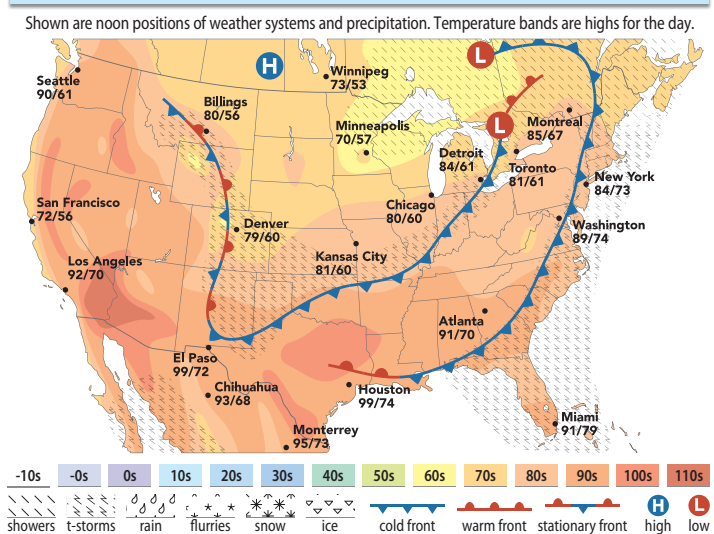 Shown are noon positions of weather systems and precipitation. Temperature bands are highs for the day.
L
H
Seattle
90/61
Winnipeg
73/53
Billings
80/56
Minneapolis
70/57
L
Montreal
85/67
Detroit
84/61
Toronto
81/61
New York
84/73
San Francisco
72/56
Chicago
80/60
Denver
79/60
Washington
89/74
Kansas City
81/60
Los Angeles
92/70
Atlanta
91/70
El Paso
99/72
Chihuahua
93/68
Houston
99/74
Monterrey
95/73
Miami
91/79
-10s -0s 0s 10s 20s 30s 40s 50s 60s 70s 80s 90s 100s 110s
H L
showers t-storms rain flurries snow ice cold front warm front stationary front high low